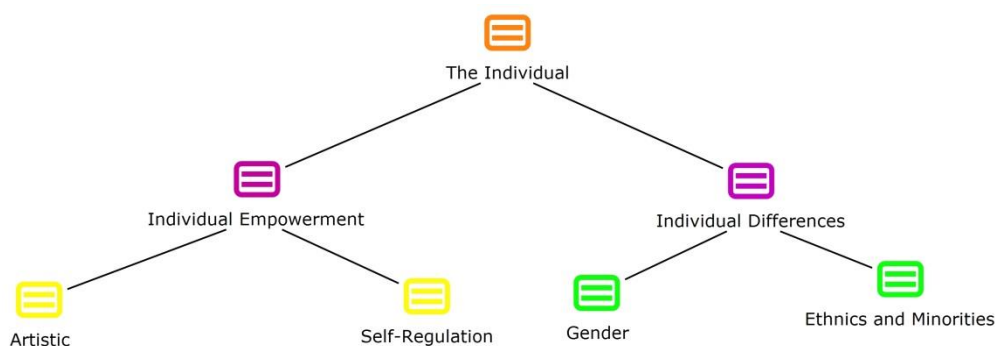 The Individual
Individual Empowerment
Individual Differences
Artistic
Self-Regulation
Gender
Ethnics and Minorities